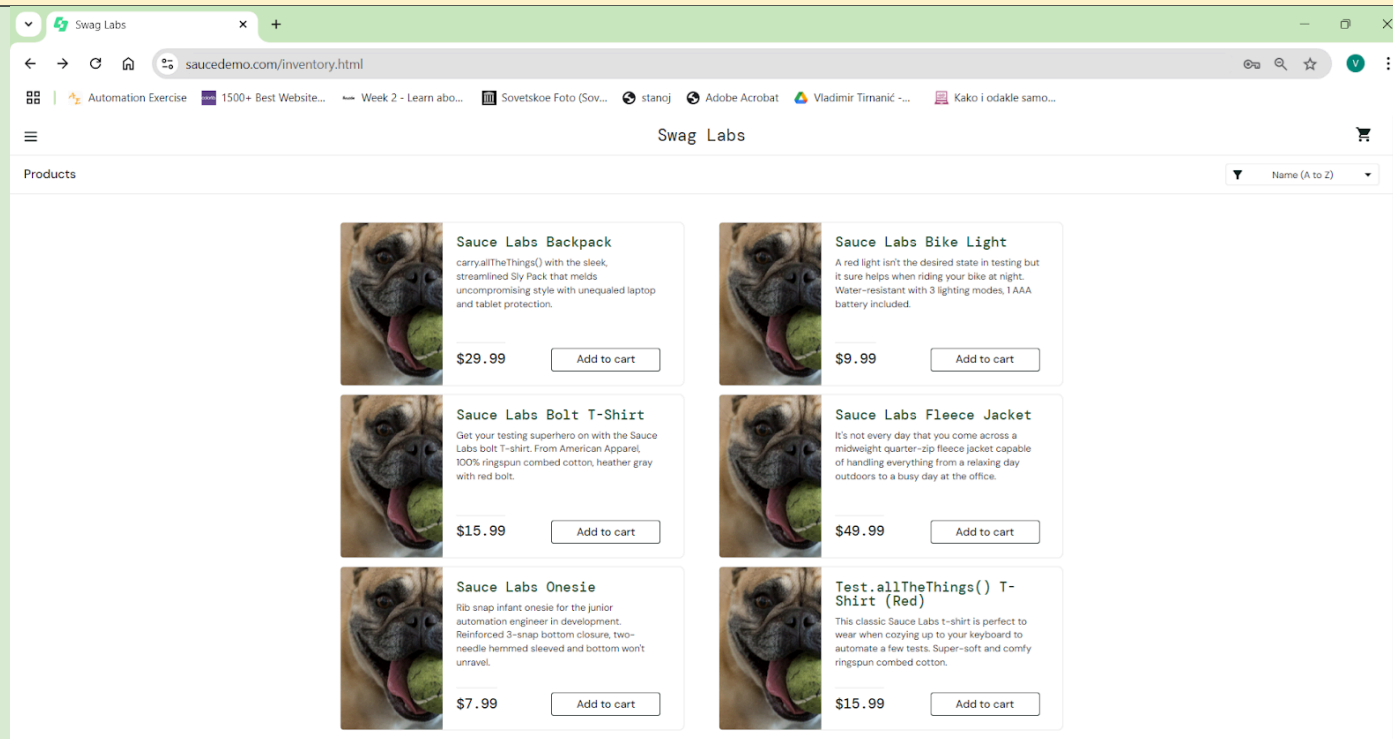 Swag Labs
saucedemo.com/inventory.html
V
Automation Exercise
1500+ Best Website...
Week 2 - Learn abo...
Sovetskoe Foto (Sov...
stanoj
Adobe Acrobat
Vladimir Tirnanić -...
Kako i odakle samo...
Swag Labs
Products
Name (A to Z)
Sauce Labs Backpack
carry.allTheThings() with the sleek,
streamlined Sly Pack that melds
uncompromising style with unequaled laptop
and tablet protection.
$29.99
Add to cart
Sauce Labs Bike Light
A red light isn't the desired state in testing but
it sure helps when riding your bike at night.
Water-resistant with 3 lighting modes, 1 AAA
battery included.
$9.99
Add to cart
Sauce Labs Bolt T-Shirt
Get your testing superhero on with the Sauce
Labs bolt T-shirt. From American Apparel,
100% ringspun combed cotton, heather gray
with red bolt.
$15.99
Add to cart
Sauce Labs Fleece Jacket
It's not every day that you come across a
midweight quarter-zip fleece jacket capable
of handling everything from a relaxing day
outdoors to a busy day at the office.
$49.99
Add to cart
Sauce Labs Onesie
Rib snap infant onesie for the junior
automation engineer in development.
Reinforced 3-snap bottom closure, two-
needle hemmed sleeved and bottom won't
unravel.
$7.99
Add to cart
Test.allTheThings() T-
Shirt (Red)
This classic Sauce Labs t-shirt is perfect to
wear when cozying up to your keyboard to
automate a few tests. Super-soft and comfy
ringspun combed cotton.
$15.99
Add to cart